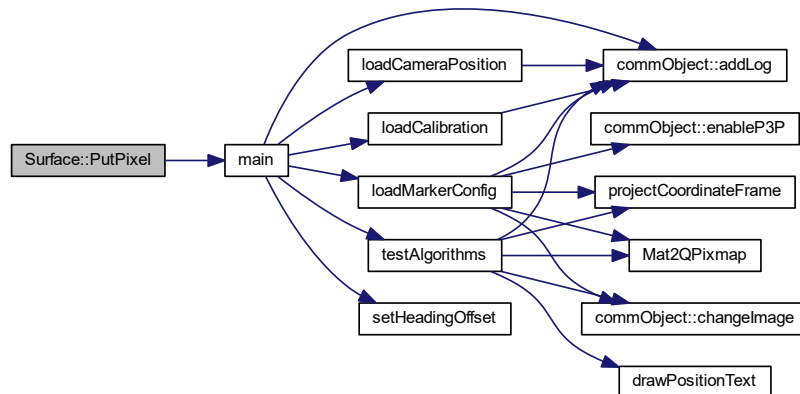 Surface::PutPixel
main
loadCameraPosition
loadCalibration
loadMarkerConfig
testAlgorithms
setHeadingOffset
commObject::addLog
commObject::enableP3P
projectCoordinateFrame
Mat2QPixmap
commObject::changeImage
drawPositionText